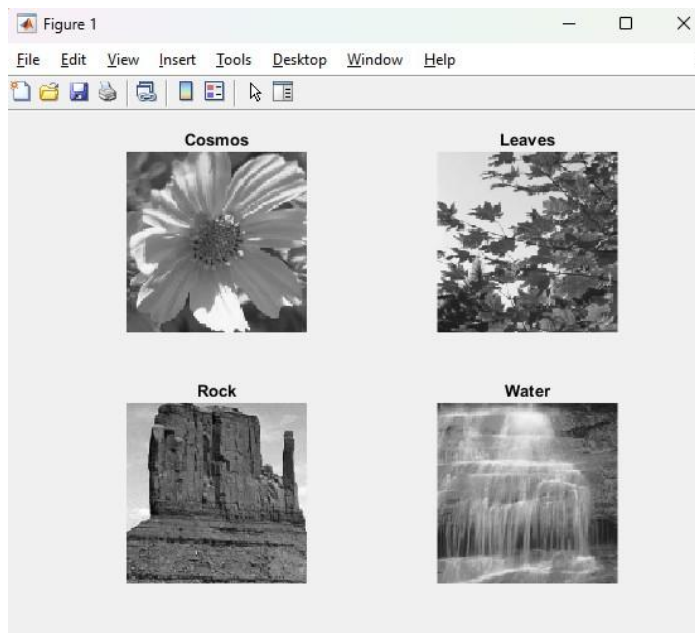 Figure 1
File Edit View Insert Tools Desktop Window Help
Cosmos
Leaves
Rock
Water